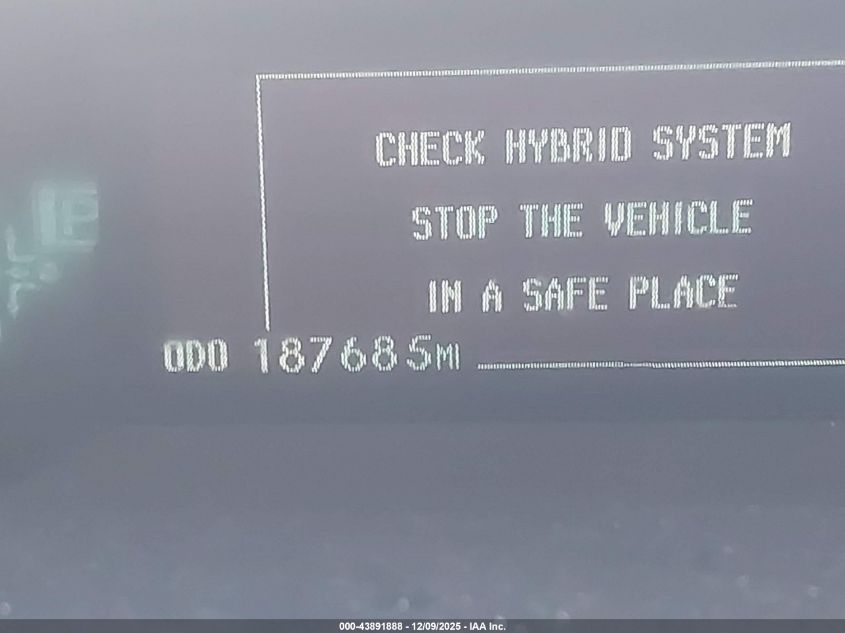 CHECK HYBRID SYSTEM
STOP THE VEHICLE
IN A SAFE PLACE
ODO 187685MI
000-43891888 - 12/09/2025 - IAA Inc.